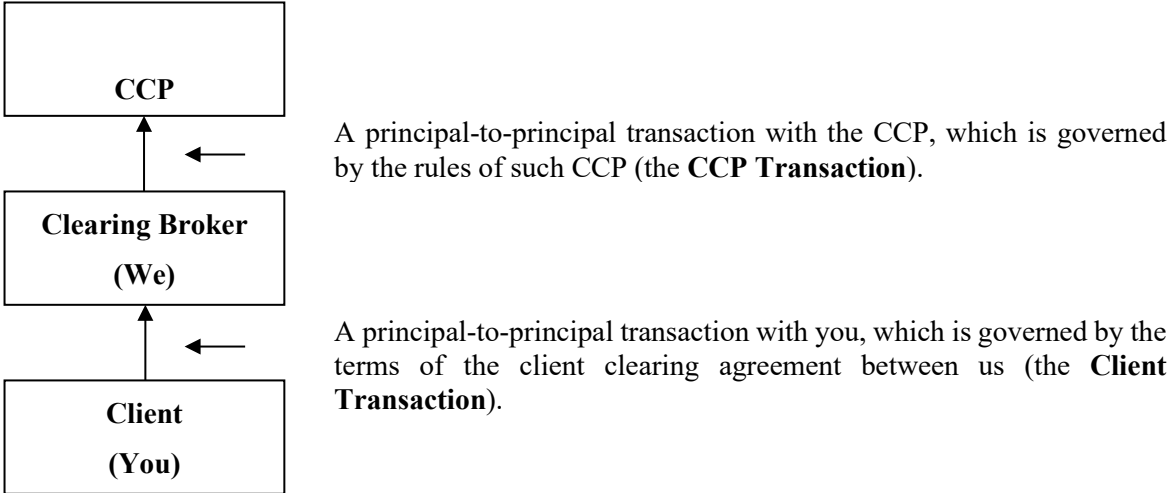 CCP
A principal-to-principal transaction with the CCP, which is governed
by the rules of such CCP (the CCP Transaction).
Clearing Broker
(We)
A principal-to-principal transaction with you, which is governed by the
terms of the client clearing agreement between us (the Client
Transaction).
Client
(You)